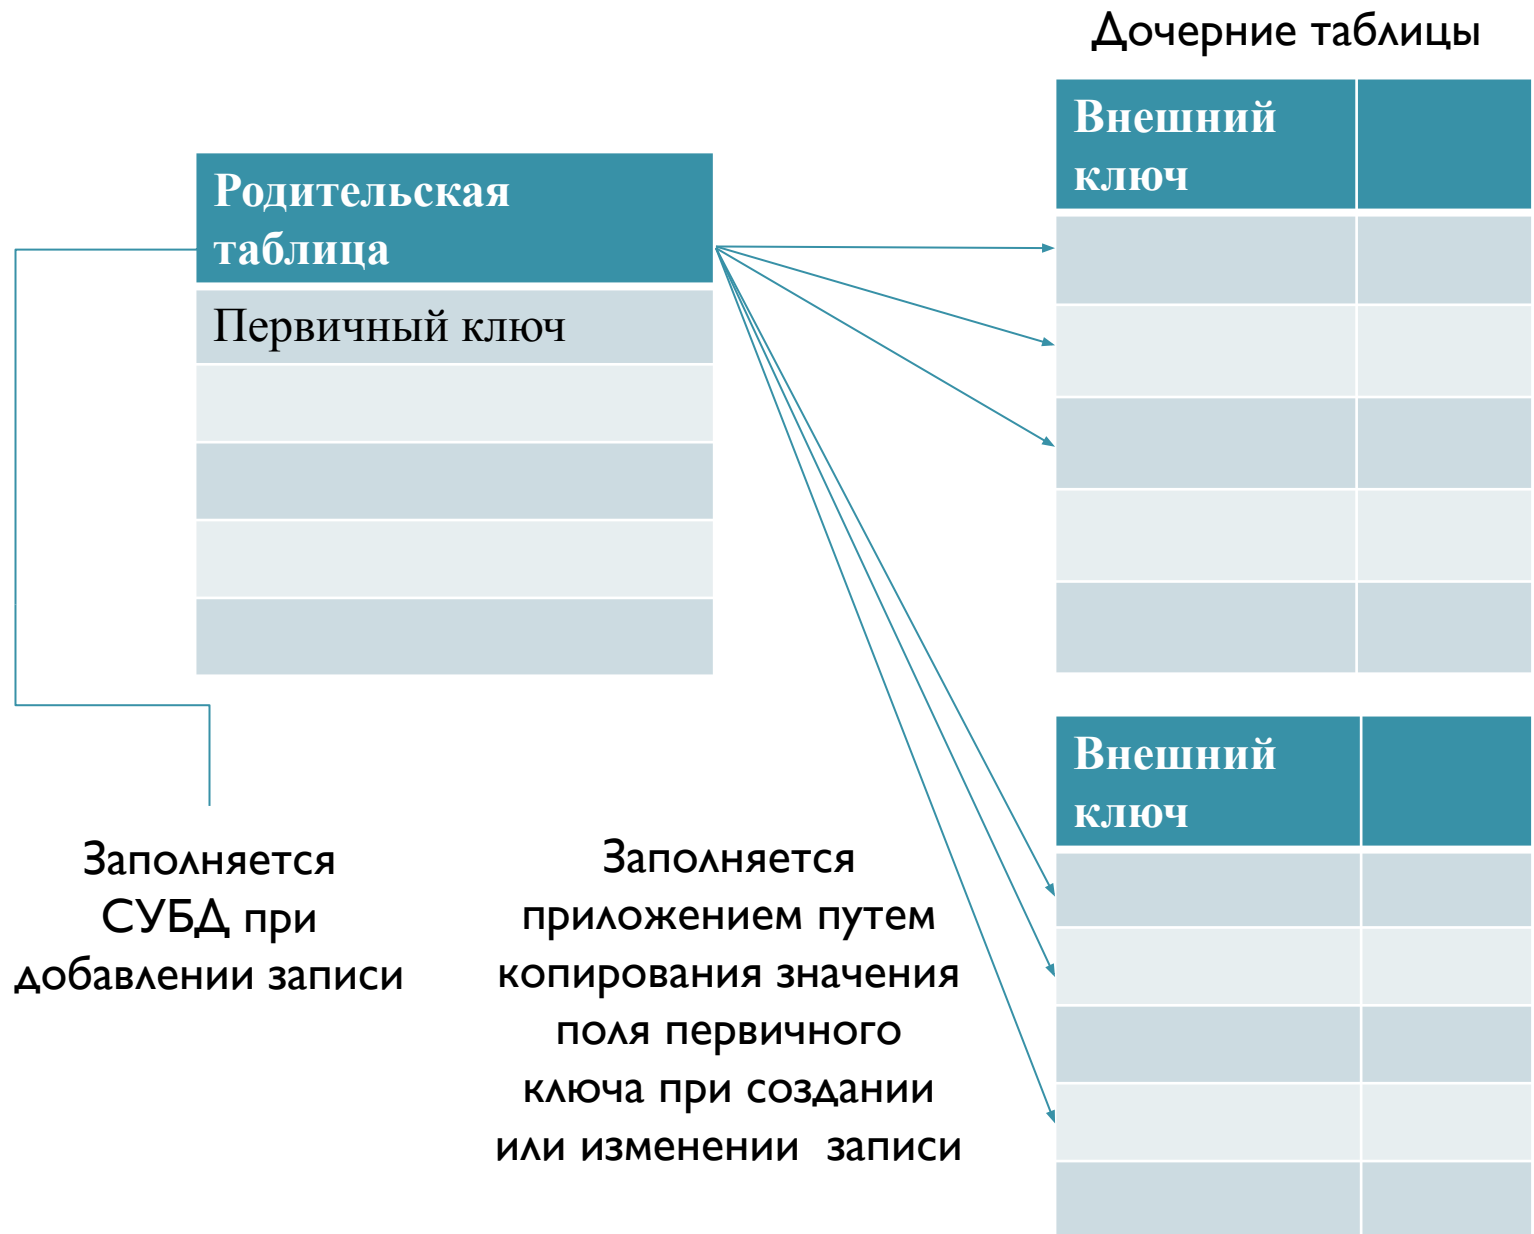 Дочерние таблицы
Внешний
ключ
Родительская
таблица
Первичный ключ
Внешний
ключ
Заполняется
СУБД при
добавлении записи
Заполняется
приложением путем
копирования значения
поля первичного
ключа при создании
или изменении записи